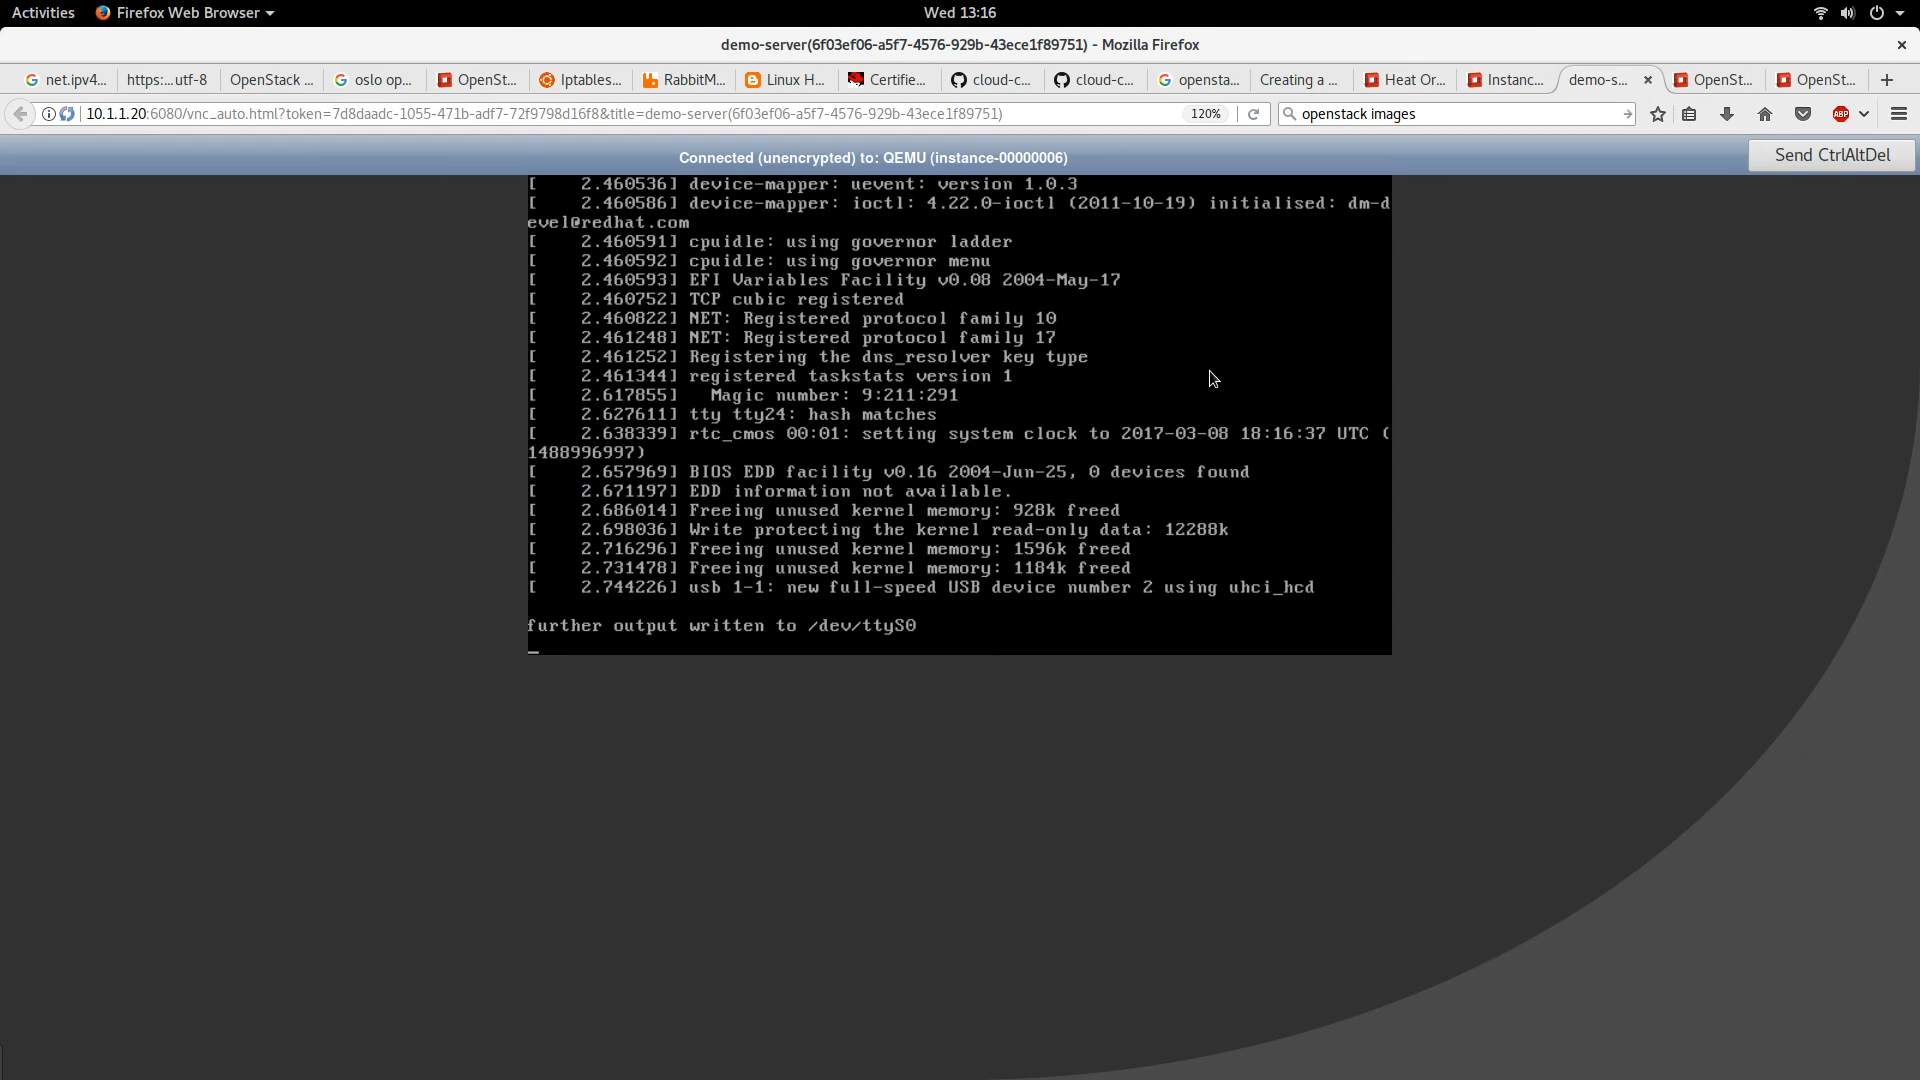 Activities Firefox Web Browser Wed 13:16
demo-server(6f03ef06-a5f7-4576-929b-43ece1f89751) - Mozilla Firefox
net.ipv4... https:...utf-8 OpenStack ... oslo op... OpenSt... Iptables... RabbitM... Linux H... Certifie... cloud-c... cloud-c... opensta... Creating a ... Heat Or... Instanc... demo-s... OpenSt... OpenSt...
10.1.1.20:6080/vnc_auto.html?token=7d8daadc-1055-471b-adf7-72f9798d16f8&title=demo-server(6f03ef06-a5f7-4576-929b-43ece1f89751) 120% openstack images ABP
Connected (unencrypted) to: QEMU (instance-00000006) Send CtrlAltDel
[    2.460536] device-mapper: uevent: version 1.0.3
[    2.460586] device-mapper: ioctl: 4.22.0-ioctl (2011-10-19) initialised: dm-d
evel@redhat.com
[    2.460591] cpuidle: using governor ladder
[    2.460592] cpuidle: using governor menu
[    2.460593] EFI Variables Facility v0.08 2004-May-17
[    2.460752] TCP cubic registered
[    2.460822] NET: Registered protocol family 10
[    2.461248] NET: Registered protocol family 17
[    2.461252] Registering the dns_resolver key type
[    2.461344] registered taskstats version 1
[    2.617855]   Magic number: 9:211:291
[    2.627611] tty tty24: hash matches
[    2.638339] rtc_cmos 00:01: setting system clock to 2017-03-08 18:16:37 UTC (
1488996997)
[    2.657969] BIOS EDD facility v0.16 2004-Jun-25, 0 devices found
[    2.671197] EDD information not available.
[    2.686014] Freeing unused kernel memory: 928k freed
[    2.698036] Write protecting the kernel read-only data: 12288k
[    2.716296] Freeing unused kernel memory: 1596k freed
[    2.731478] Freeing unused kernel memory: 1184k freed
[    2.744226] usb 1-1: new full-speed USB device number 2 using uhci_hcd
further output written to /dev/ttyS0